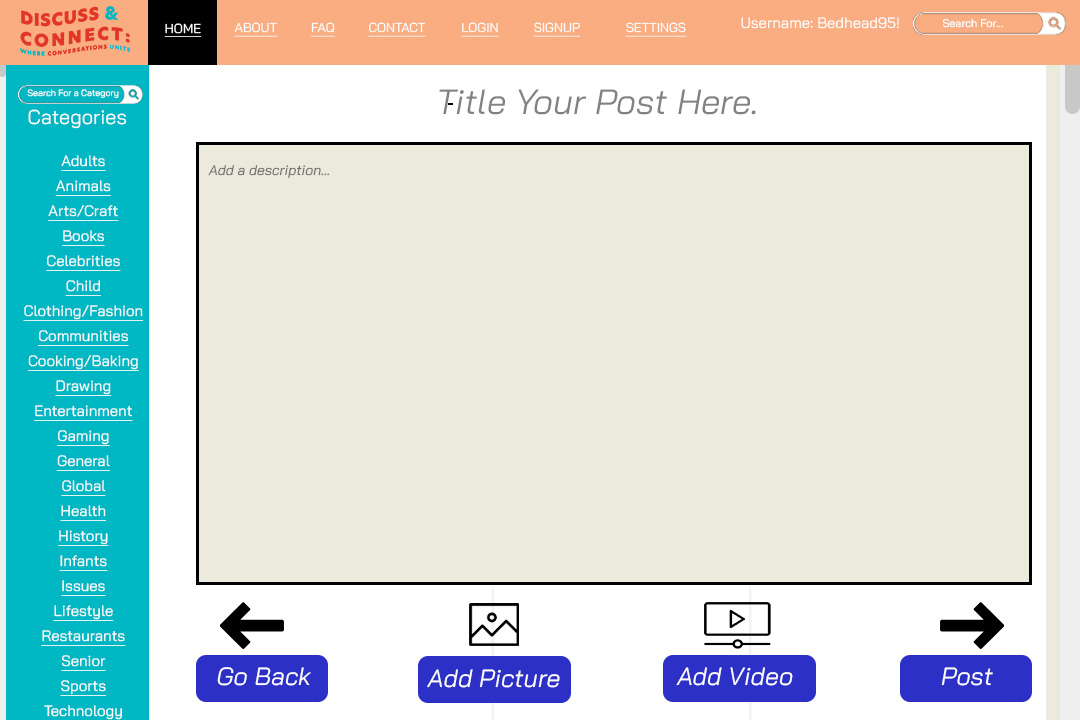 DISCUSS &
CONNECT:
WHERE CONVERSATIONS UNITE
HOME ABOUT FAQ CONTACT LOGIN SIGNUP SETTINGS
Username: Bedhead95!
Search For...
Search For a Category
Categories
Adults
Animals
Arts/Craft
Books
Celebrities
Child
Clothing/Fashion
Communities
Cooking/Baking
Drawing
Entertainment
Gaming
General
Global
Health
History
Infants
Issues
Lifestyle
Restaurants
Senior
Sports
Technology
Title Your Post Here.
Add a description...
Go Back
Add Picture
Add Video
Post